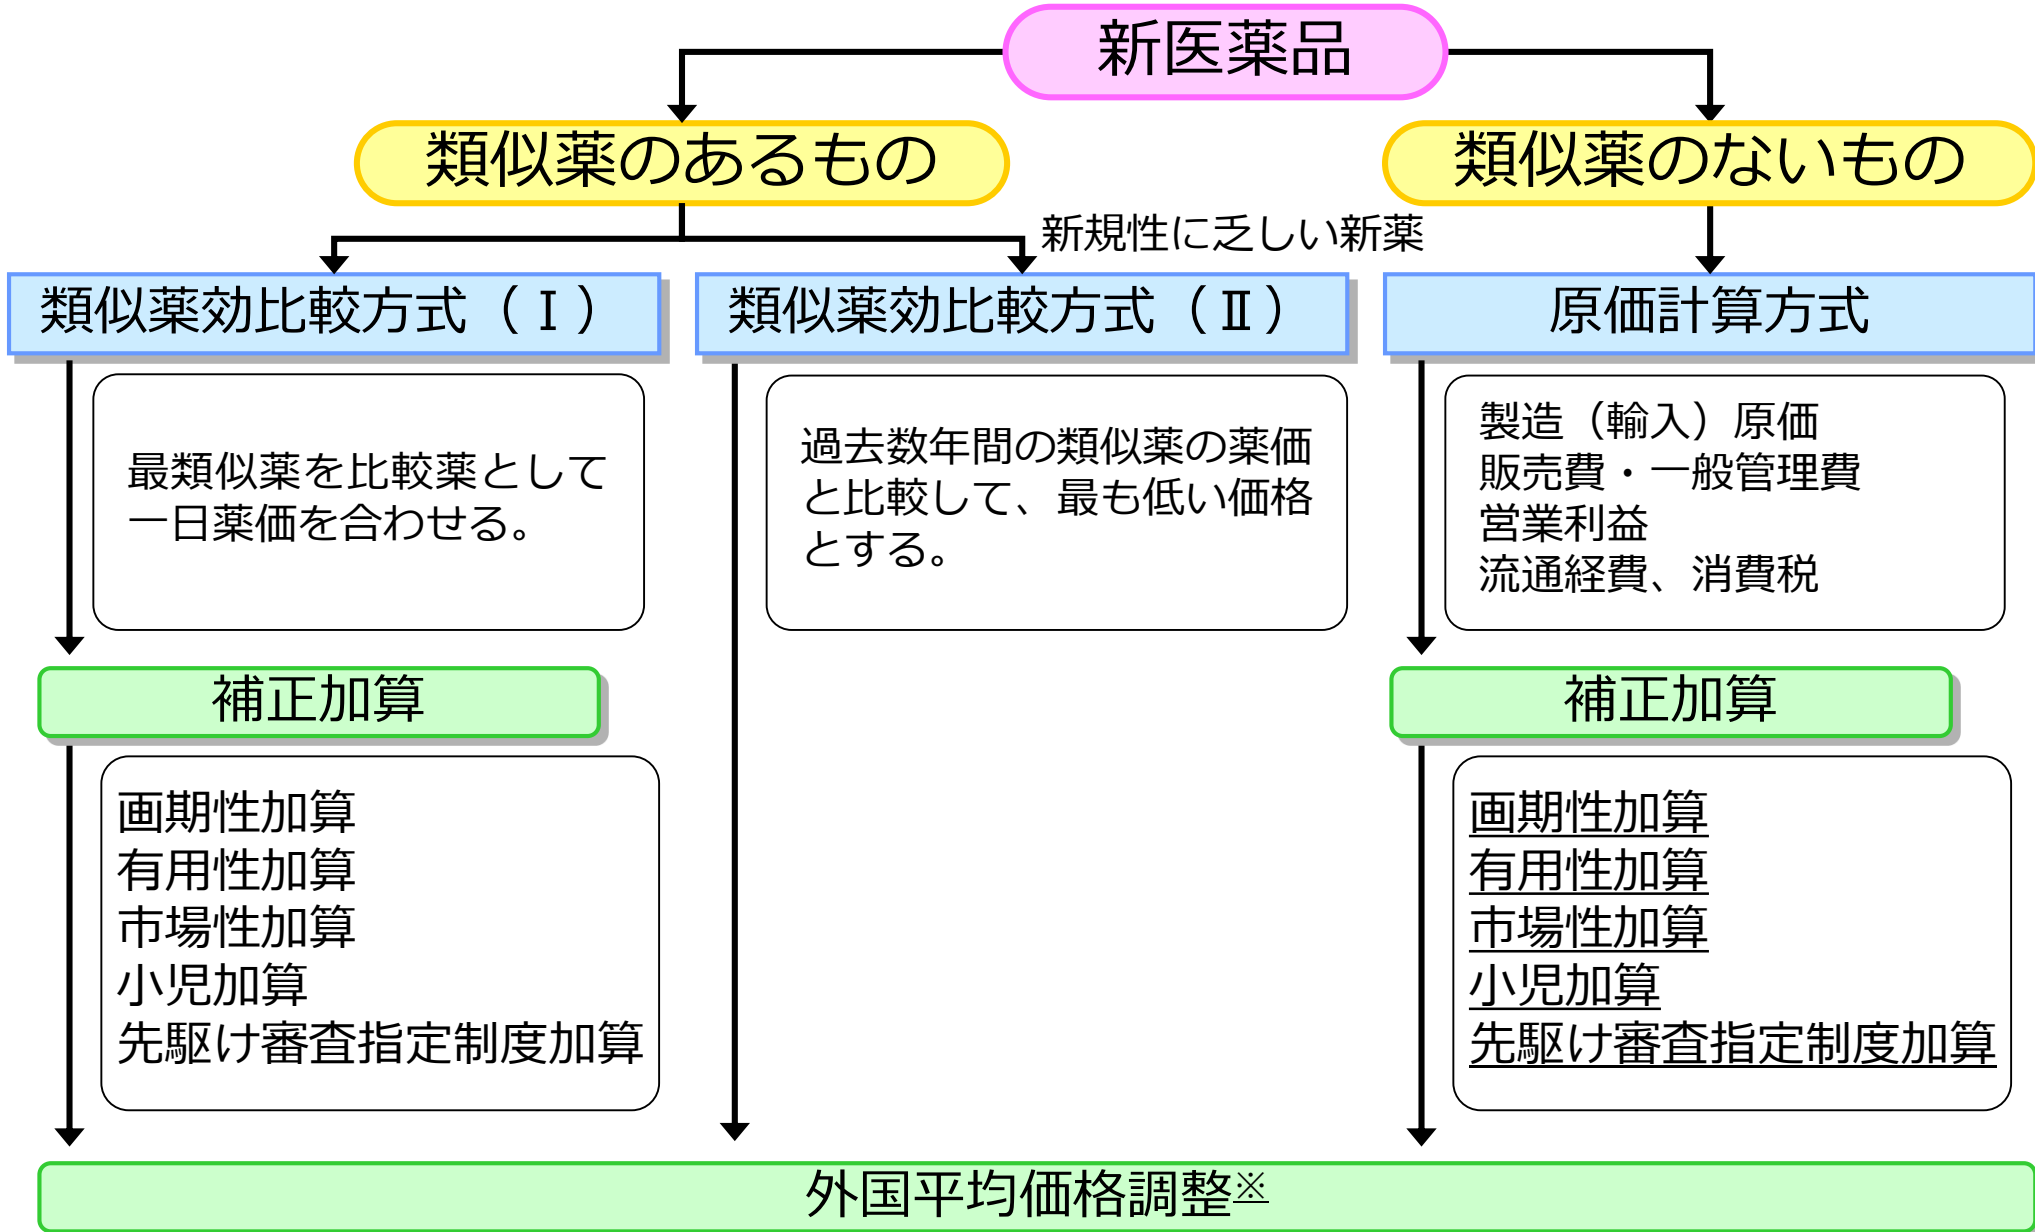 新医薬品
類似薬のあるもの
類似薬のないもの
新規性に乏しい新薬
類似薬効比較方式（Ⅰ）
類似薬効比較方式（Ⅱ）
原価計算方式
最類似薬を比較薬として
一日薬価を合わせる。
過去数年間の類似薬の薬価
と比較して、最も低い価格
とする。
製造（輸入）原価
販売費・一般管理費
営業利益
流通経費、消費税
補正加算
画期性加算
有用性加算
市場性加算
小児加算
先駆け審査指定制度加算
補正加算
画期性加算
有用性加算
市場性加算
小児加算
先駆け審査指定制度加算
外国平均価格調整※